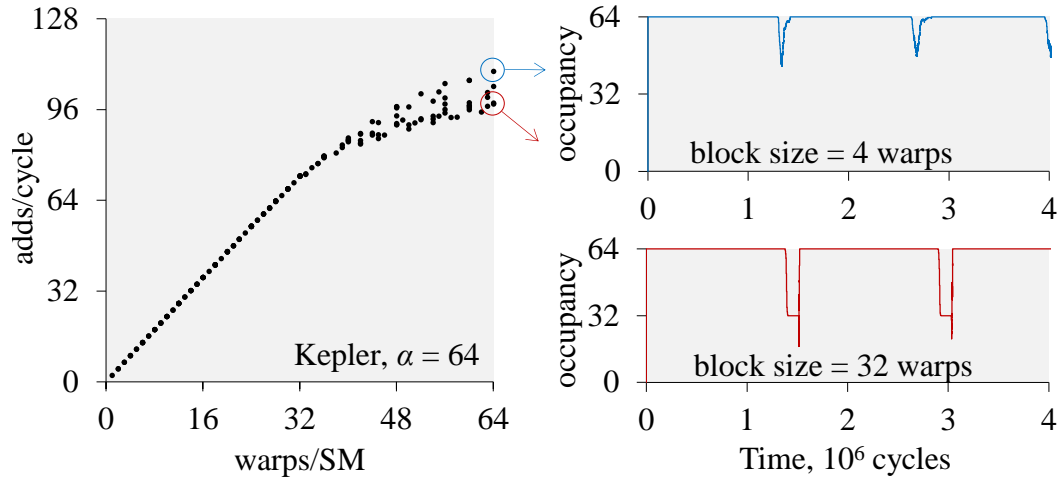 128
96
64
32
0
adds/cycle
Kepler, α = 64
0 16 32 48 64
warps/SM
64
32
0
occupancy
block size = 4 warps
0 1 2 3 4
64
32
0
occupancy
block size = 32 warps
0 1 2 3 4
Time, 10⁶ cycles